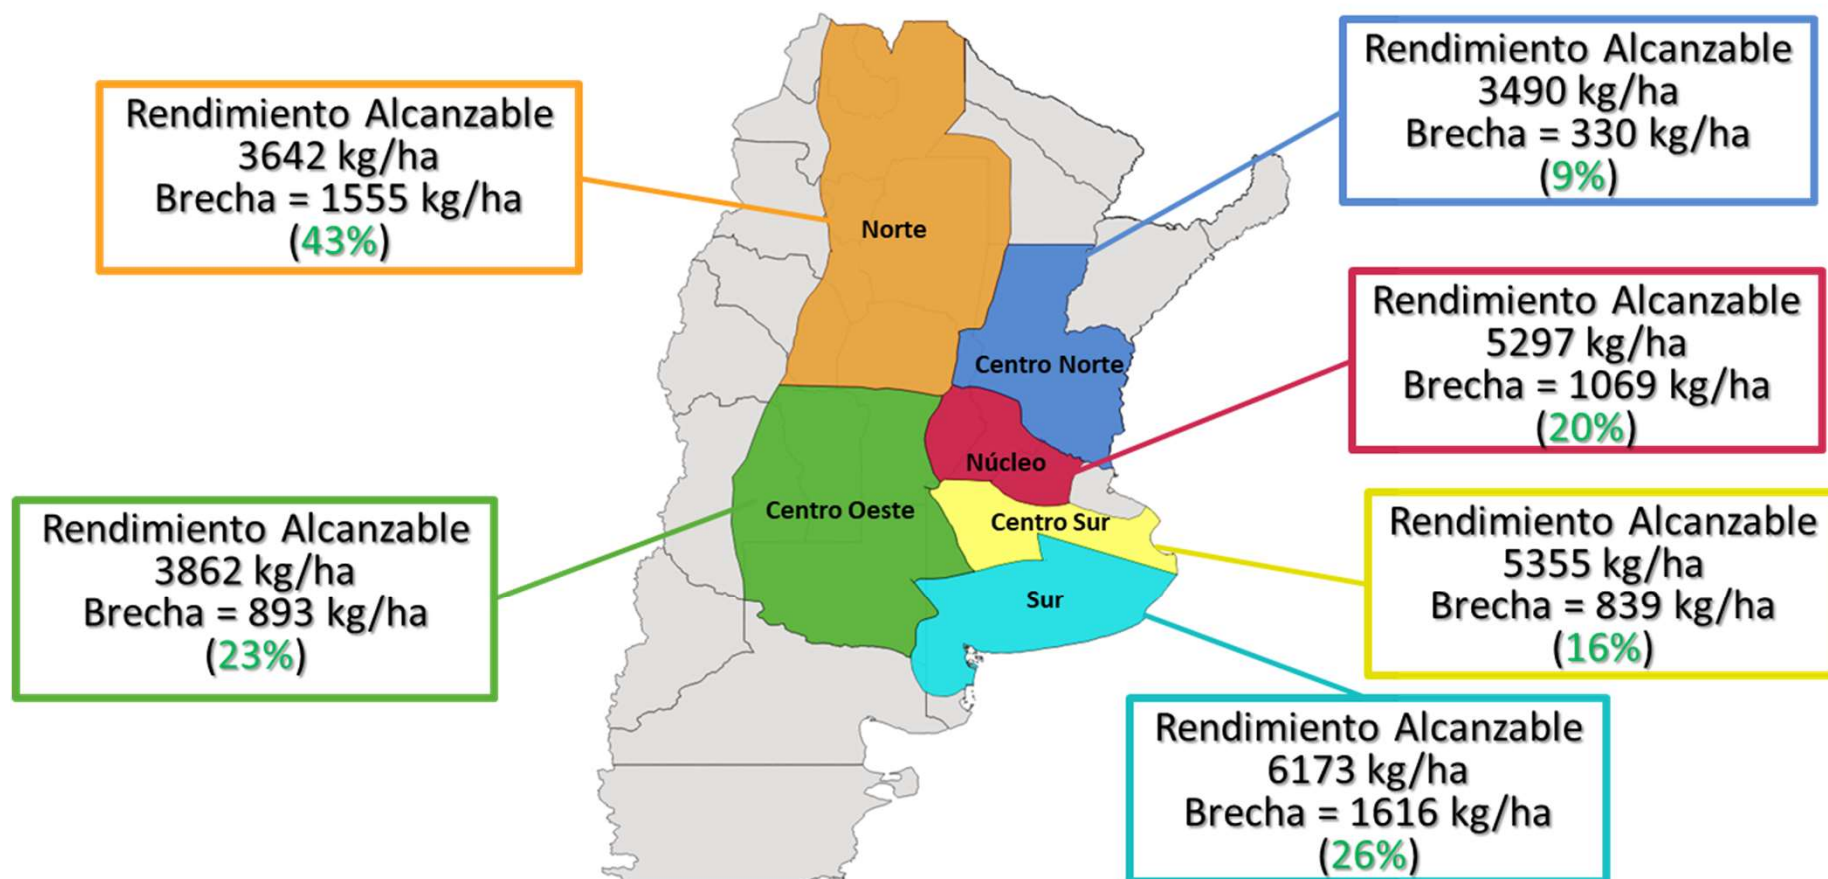 Rendimiento Alcanzable
3642 kg/ha
Brecha = 1555 kg/ha
(43%)
Rendimiento Alcanzable
3490 kg/ha
Brecha = 330 kg/ha
(9%)
Rendimiento Alcanzable
5297 kg/ha
Brecha = 1069 kg/ha
(20%)
Rendimiento Alcanzable
3862 kg/ha
Brecha = 893 kg/ha
(23%)
Rendimiento Alcanzable
5355 kg/ha
Brecha = 839 kg/ha
(16%)
Rendimiento Alcanzable
6173 kg/ha
Brecha = 1616 kg/ha
(26%)
Norte
Centro Norte
Núcleo
Centro Oeste
Centro Sur
Sur